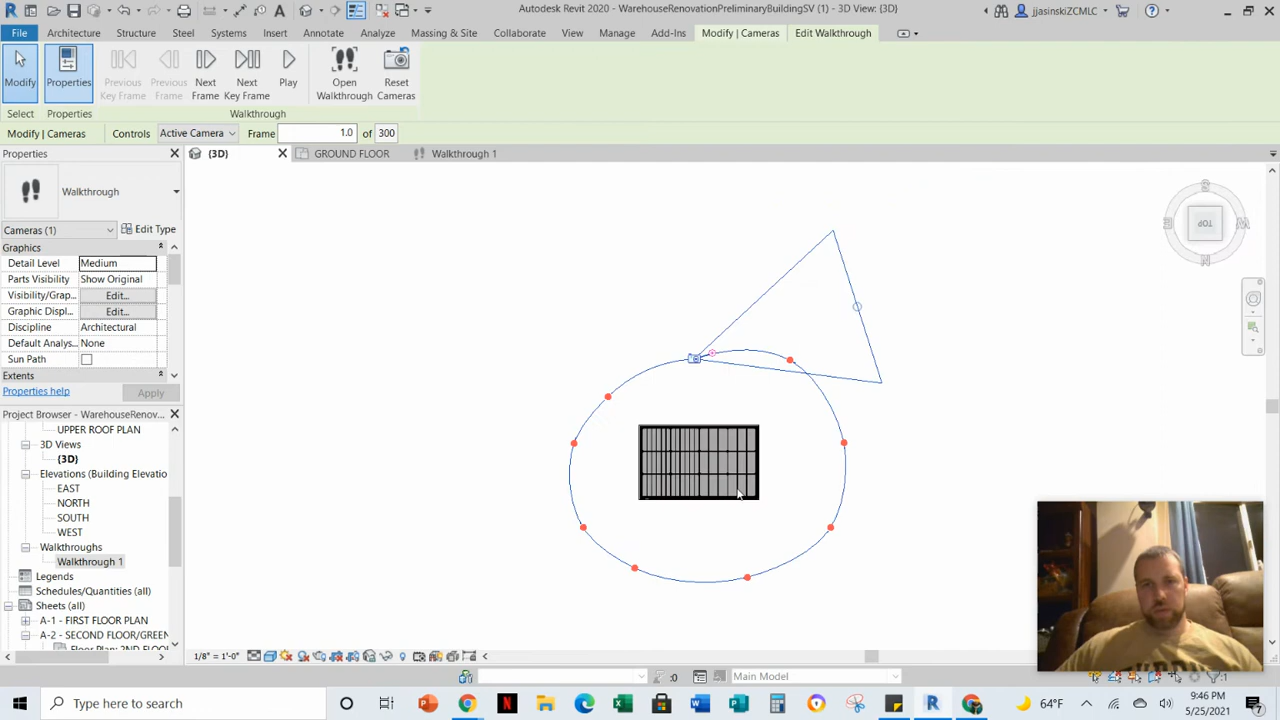 Autodesk Revit 2020 - WarehouseRenovationPreliminaryBuildingSV (1) - 3D View: {3D}
jjasinskiZCMLC
File Architecture Structure Steel Systems Insert Annotate Analyze Massing & Site Collaborate View Manage Add-Ins Modify | Cameras Edit Walkthrough
Modify Properties Previous Key Frame Previous Frame Next Frame Next Key Frame Play Open Walkthrough Reset Cameras
Select Properties Walkthrough
Modify | Cameras Controls Active Camera Frame 1.0 of 300
Properties
{3D} GROUND FLOOR Walkthrough 1
Walkthrough
Cameras (1) Edit Type
Graphics
Detail Level Medium
Parts Visibility Show Original
Visibility/Grap... Edit...
Graphic Displ... Edit...
Discipline Architectural
Default Analys... None
Sun Path
Extents
Properties help Apply
Project Browser - WarehouseRenov...
UPPER ROOF PLAN
3D Views
{3D}
Elevations (Building Elevatio
EAST
NORTH
SOUTH
WEST
Walkthroughs
Walkthrough 1
Legends
Schedules/Quantities (all)
Sheets (all)
A-1 - FIRST FLOOR PLAN
A-2 - SECOND FLOOR/GREEN
Floor Plan: 2ND FLOO
TOP
S
E
W
N
1/8" = 1'-0"
:0
Main Model
:1
Type here to search
64°F
9:46 PM
5/25/2021
7